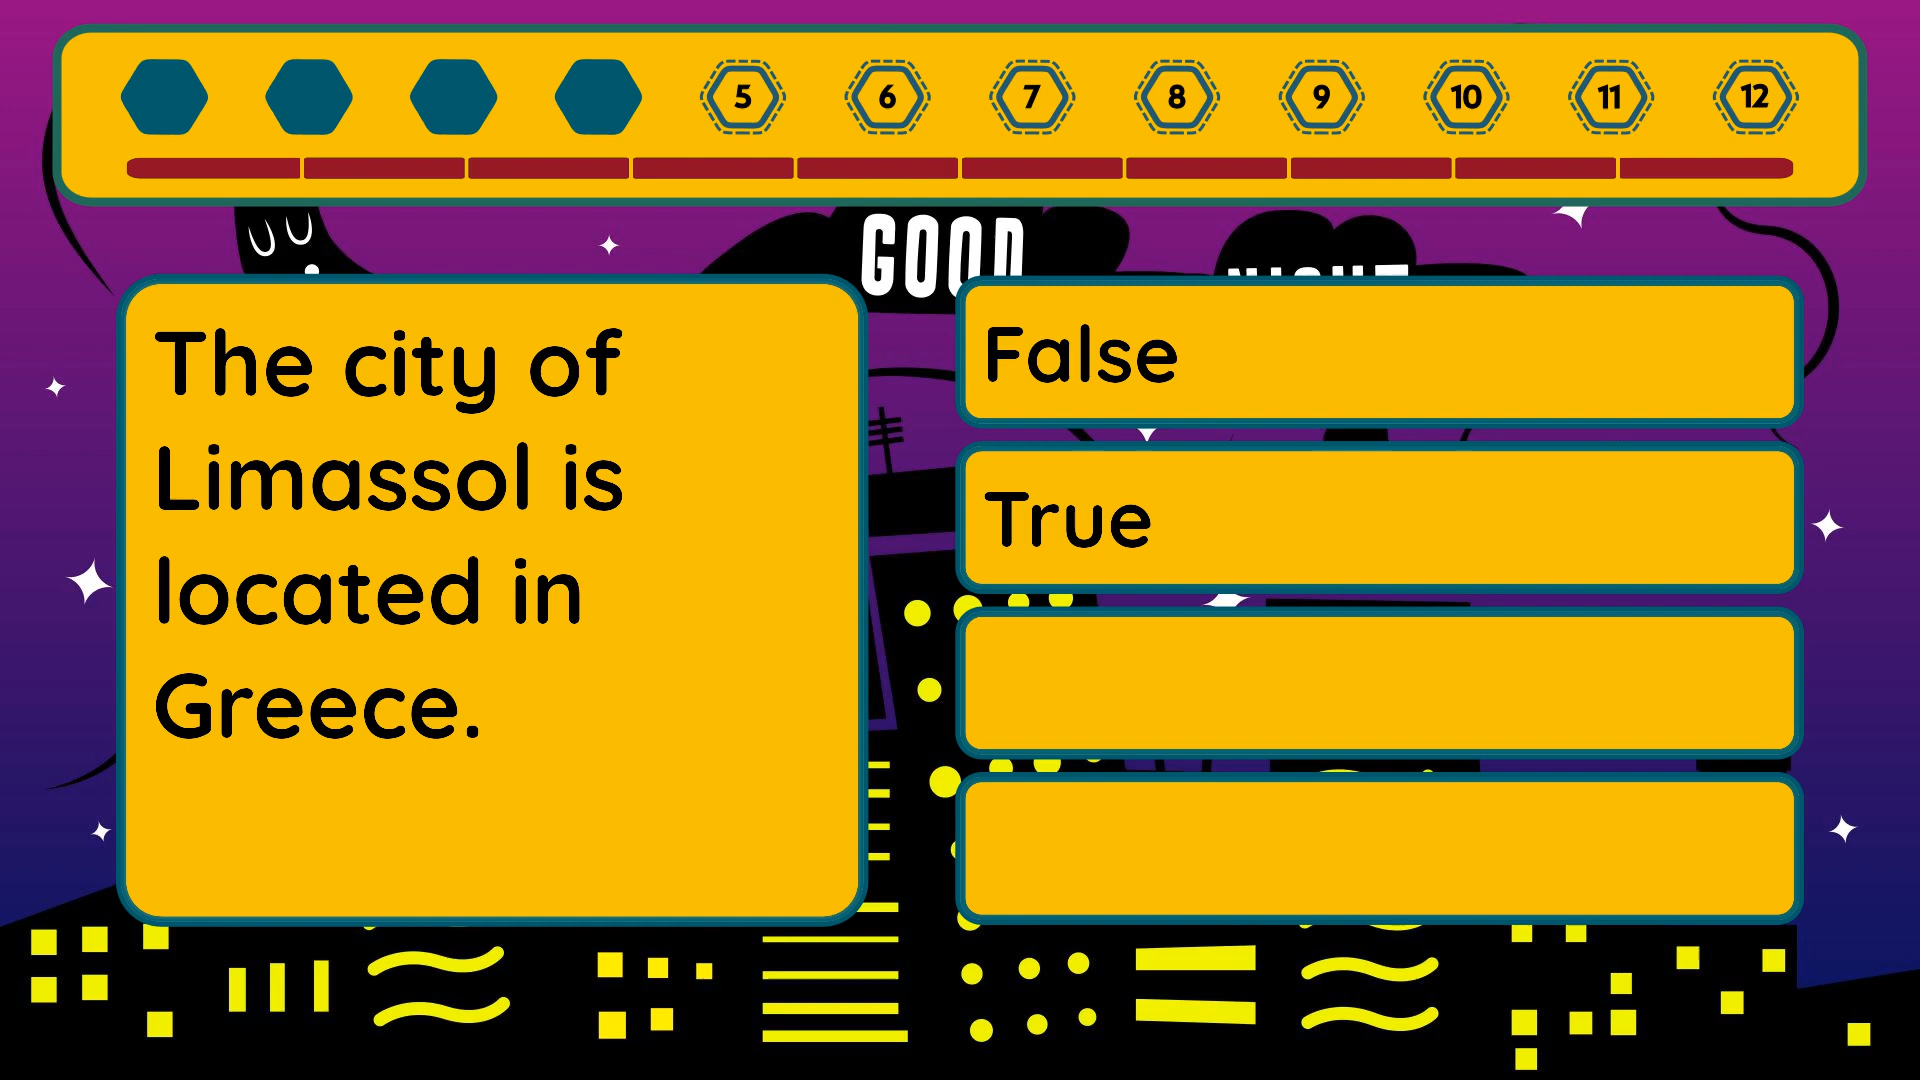 5 6 7 8 9 10 11 12
GOOD
NIGHT
The city of
Limassol is
located in
Greece.
False
True